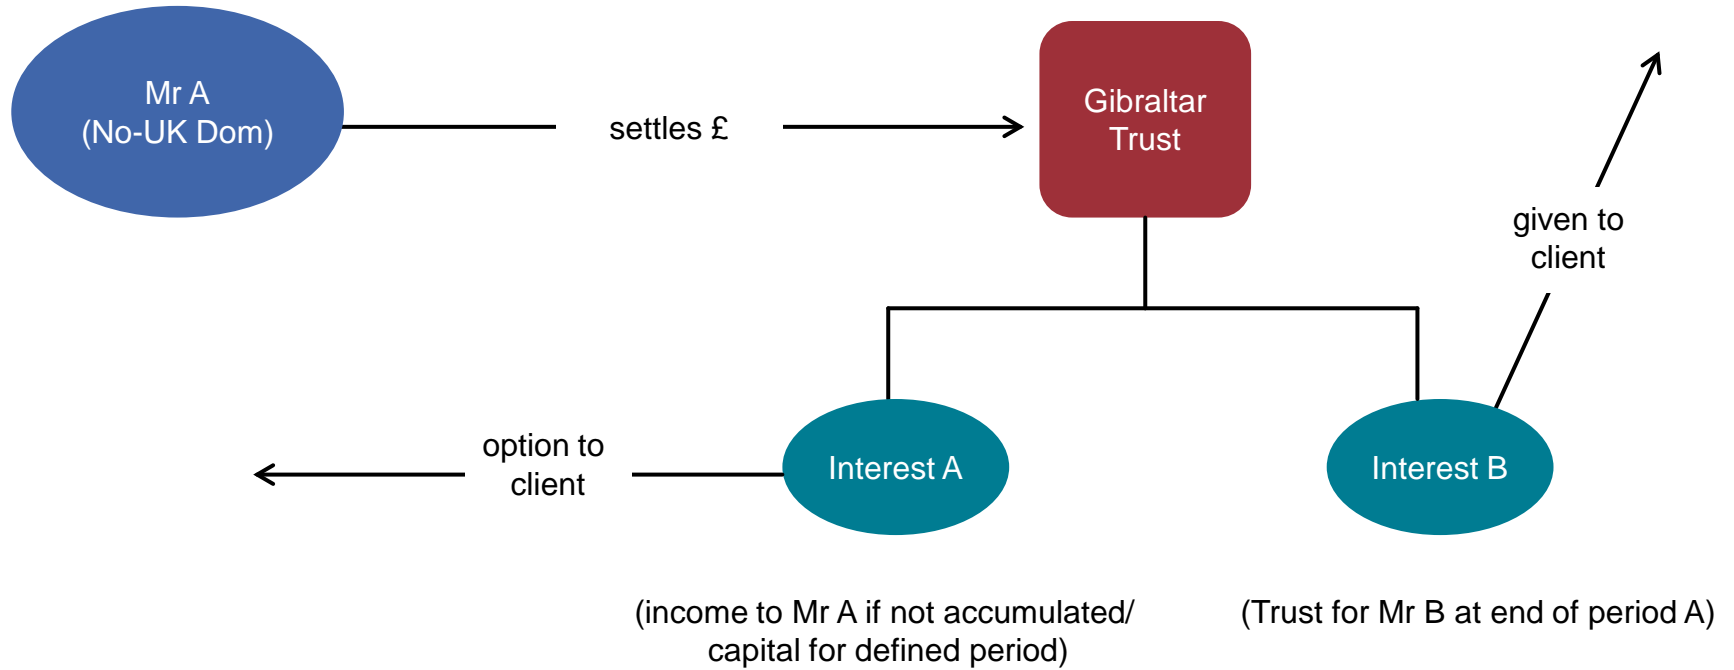 Mr A
(No-UK Dom)
settles £
Gibraltar
Trust
given to
client
option to
client
Interest A
Interest B
(income to Mr A if not accumulated/
capital for defined period)
(Trust for Mr B at end of period A)